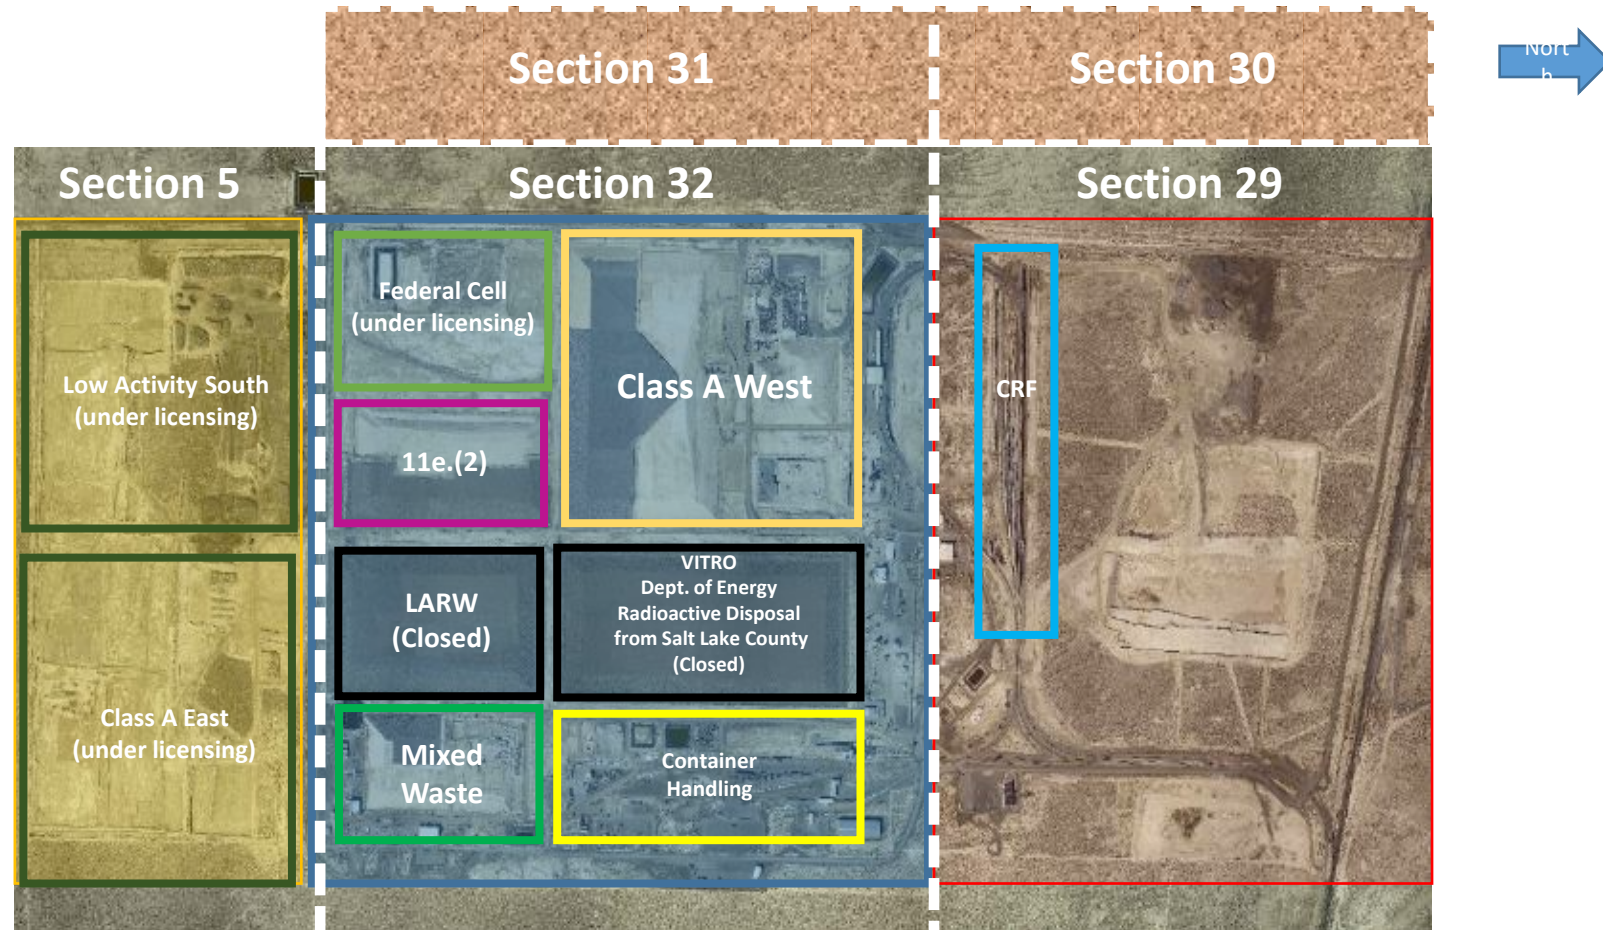 Section 31
Section 30
Nort
h
Section 5
Section 32
Section 29
Federal Cell
(under licensing)
Low Activity South
(under licensing)
Class A West
CRF
11e.(2)
LARW
(Closed)
VITRO
Dept. of Energy
Radioactive Disposal
from Salt Lake County
(Closed)
Class A East
(under licensing)
Mixed
Waste
Container
Handling